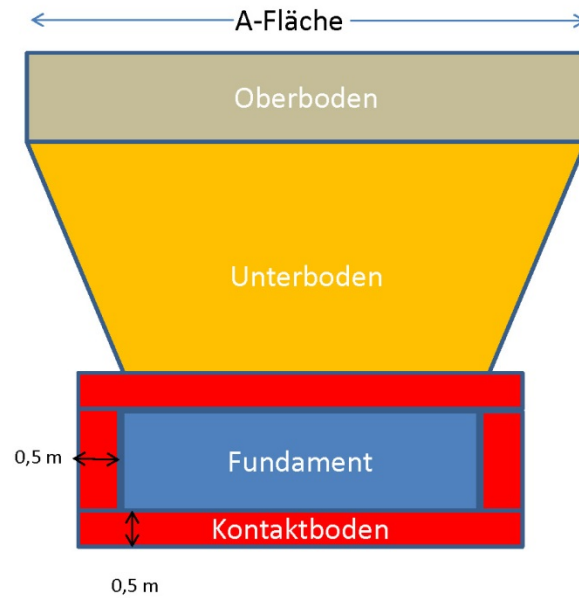 A-Fläche
Oberboden
Unterboden
0,5 m
Fundament
Kontaktboden
0,5 m